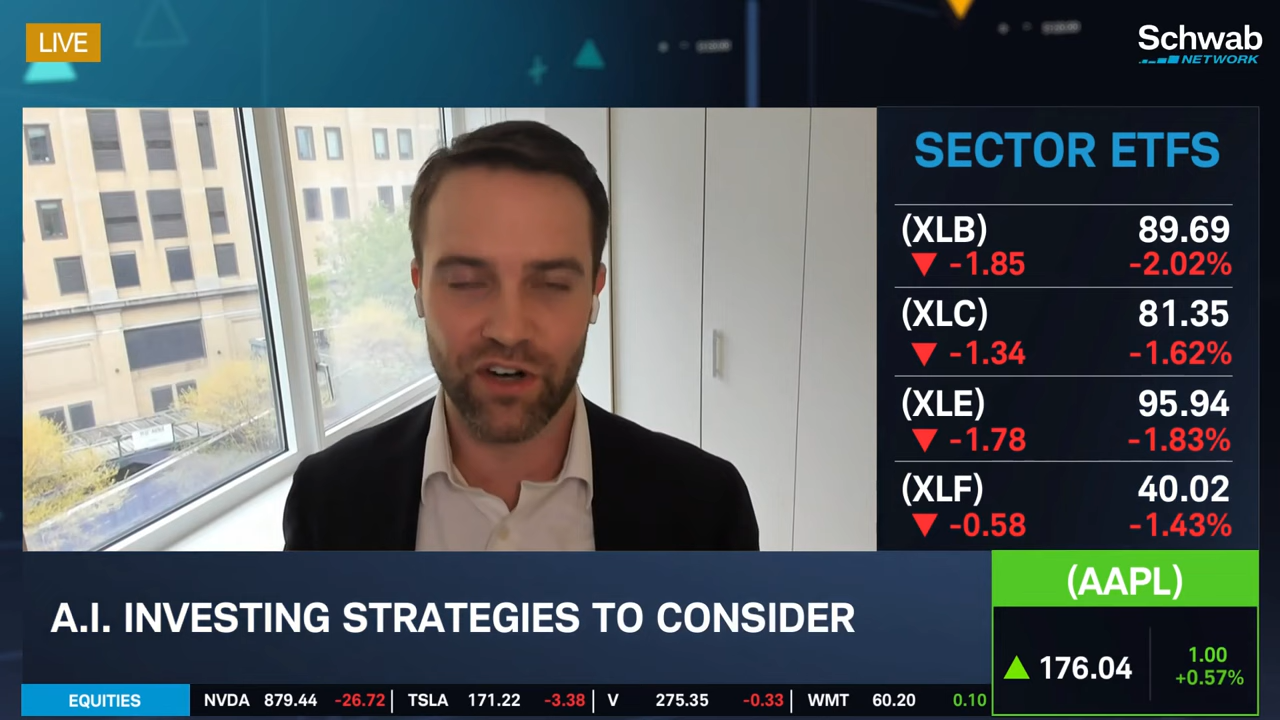 LIVE
Schwab
NETWORK
SECTOR ETFS
(XLB) 89.69
▼ -1.85 -2.02%
(XLC) 81.35
▼ -1.34 -1.62%
(XLE) 95.94
▼ -1.78 -1.83%
(XLF) 40.02
▼ -0.58 -1.43%
A.I. INVESTING STRATEGIES TO CONSIDER
(AAPL)
▲ 176.04 1.00
+0.57%
EQUITIES NVDA 879.44 -26.72 TSLA 171.22 -3.38 V 275.35 -0.33 WMT 60.20 0.10